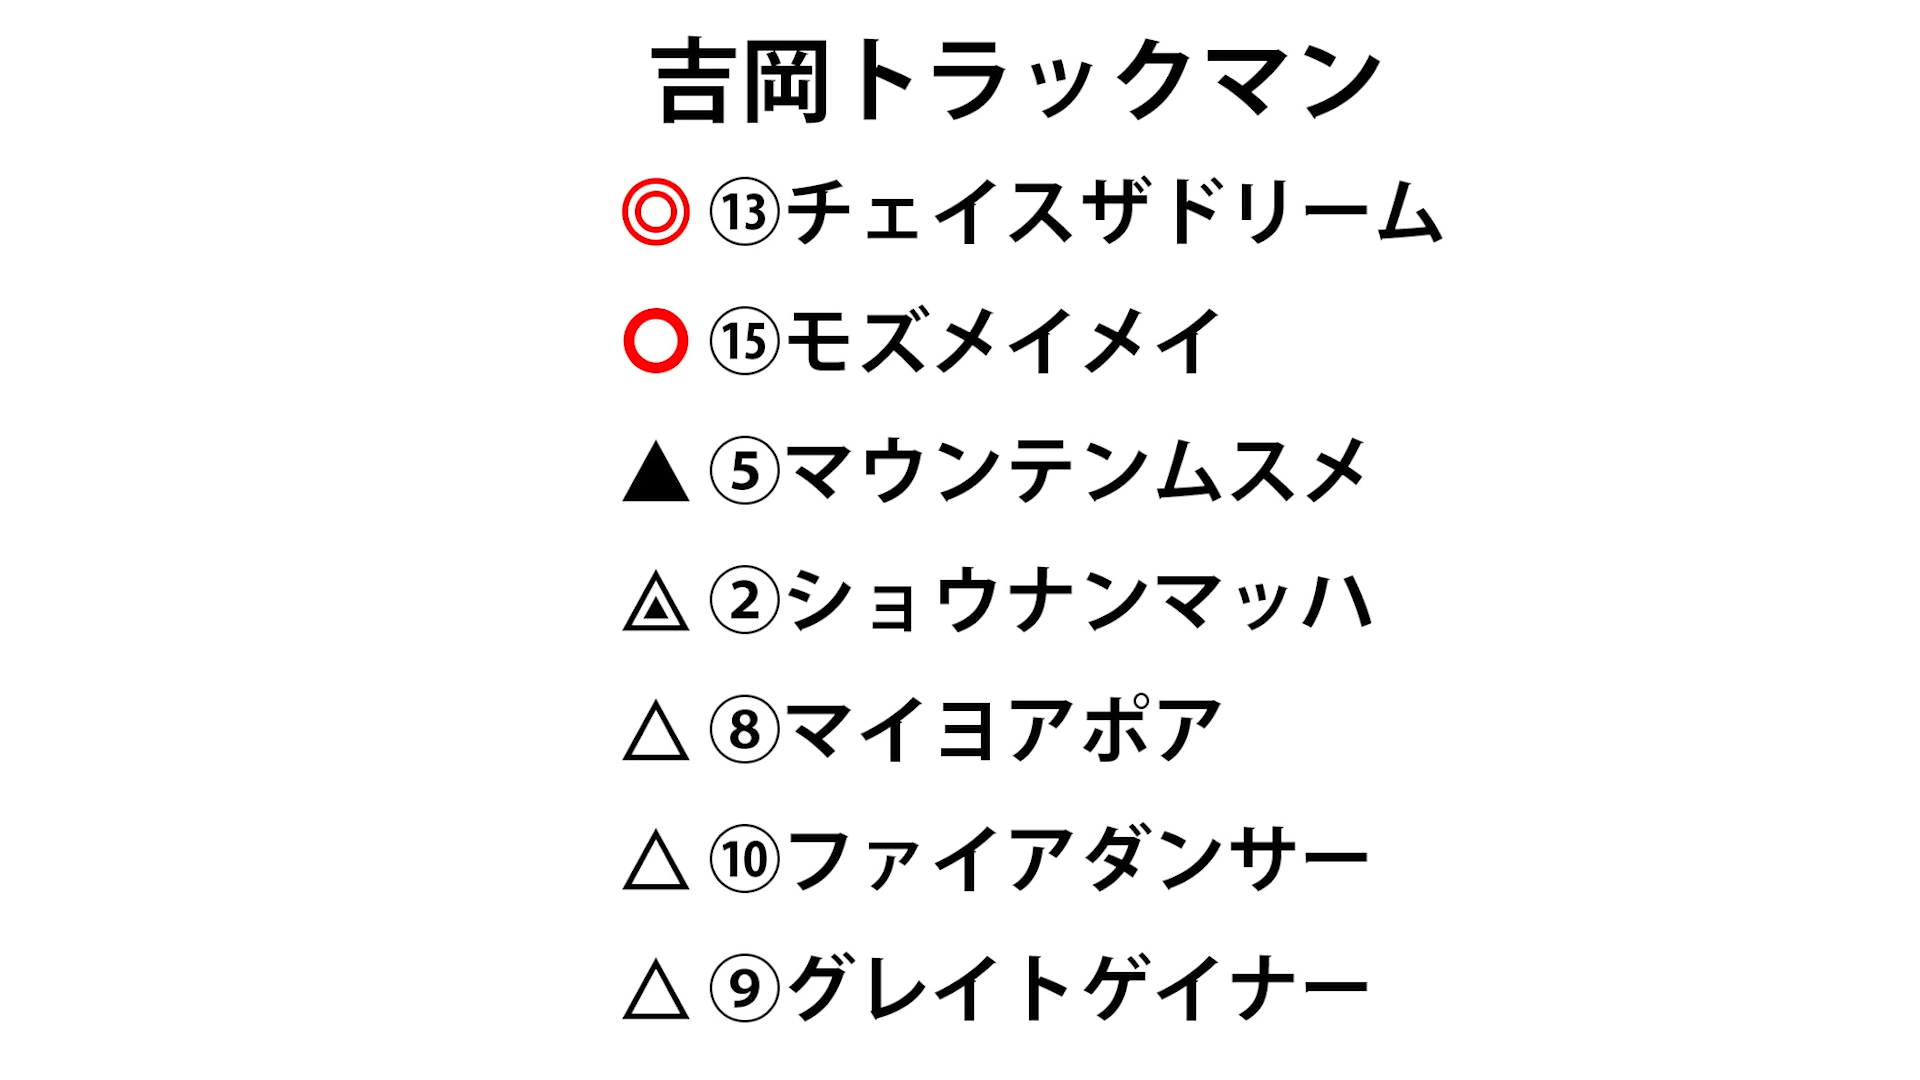 吉岡トラックマン
◎⑬チェイスザドリーム
○⑮モズメイメイ
▲⑤マウンテンムスメ
◬②ショウナンマッハ
△⑧マイヨアポア
△⑩ファイアダンサー
△⑨グレイトゲイナー